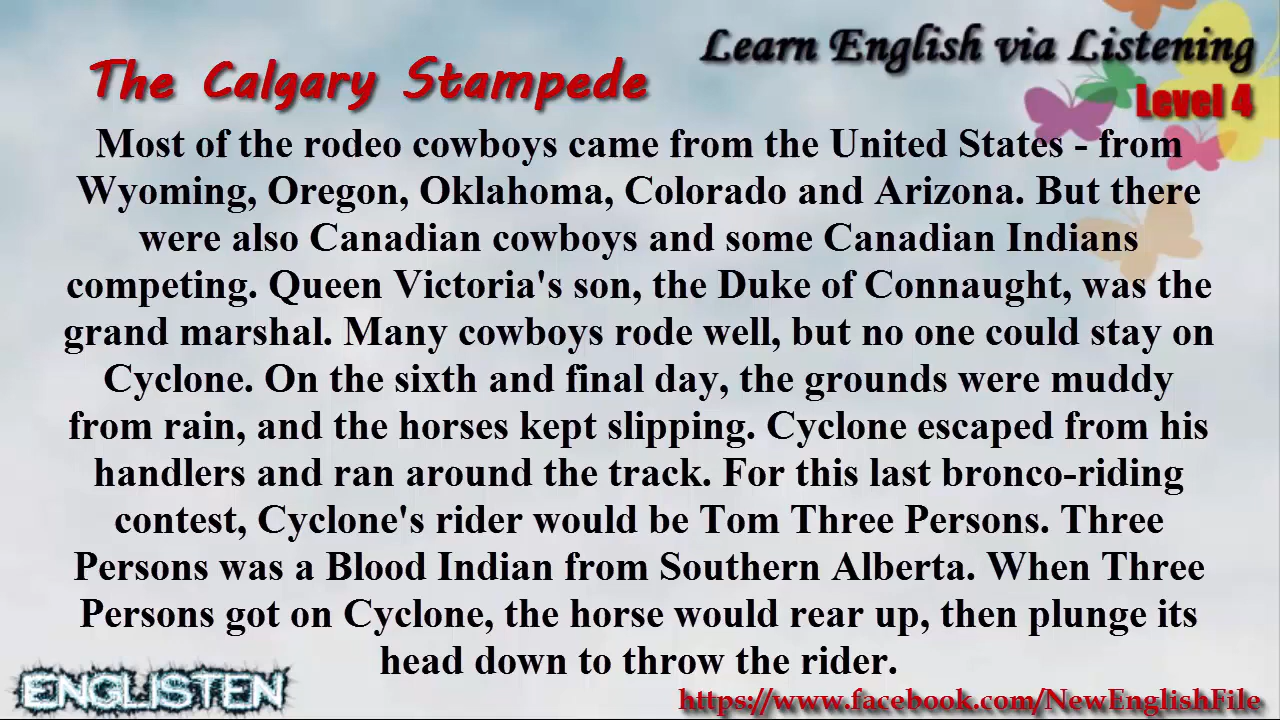 Learn English via Listening
The Calgary Stampede
Level 4
Most of the rodeo cowboys came from the United States - from
Wyoming, Oregon, Oklahoma, Colorado and Arizona. But there
were also Canadian cowboys and some Canadian Indians
competing. Queen Victoria's son, the Duke of Connaught, was the
grand marshal. Many cowboys rode well, but no one could stay on
Cyclone. On the sixth and final day, the grounds were muddy
from rain, and the horses kept slipping. Cyclone escaped from his
handlers and ran around the track. For this last bronco-riding
contest, Cyclone's rider would be Tom Three Persons. Three
Persons was a Blood Indian from Southern Alberta. When Three
Persons got on Cyclone, the horse would rear up, then plunge its
head down to throw the rider.
ENGLISTEN
https://www.facebook.com/NewEnglishFile